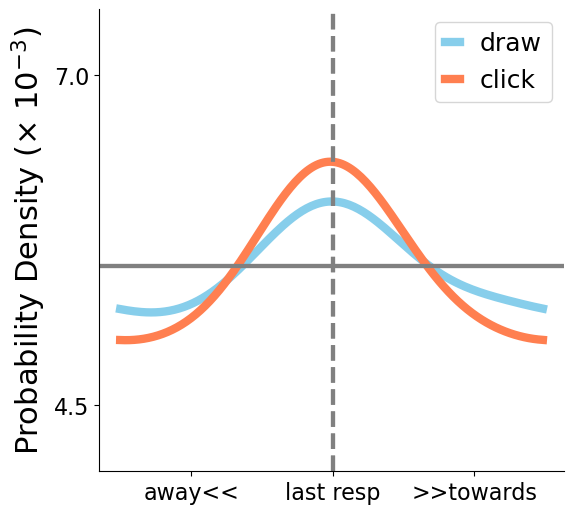 Probability Density (× 10⁻³)
7.0
4.5
draw
click
away<<
last resp
>>towards